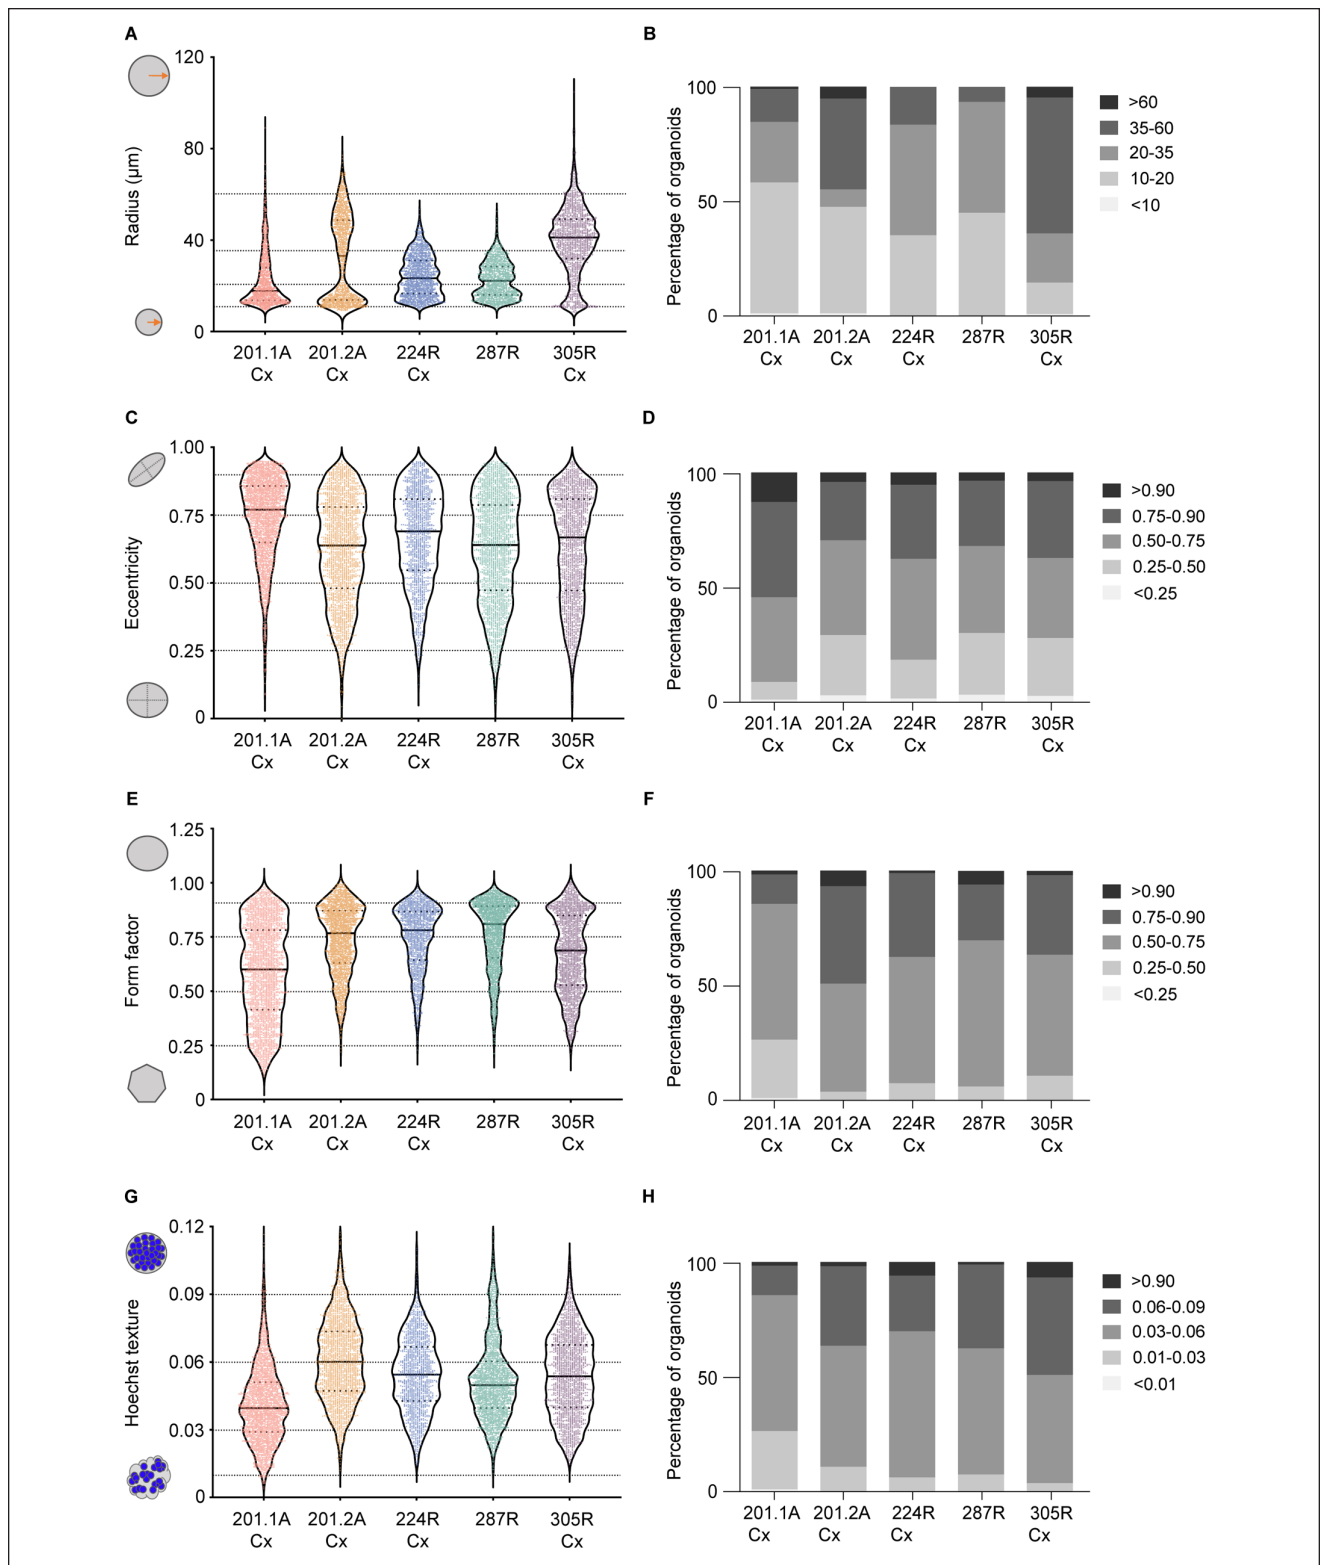 A
Radius (µm)
120
80
40
0
201.1A 201.2A 224R 287R 305R
Cx Cx Cx Cx
B
Percentage of organoids
100
50
0
201.1A 201.2A 224R 287R 305R
Cx Cx Cx Cx
>60
35-60
20-35
10-20
<10
C
Eccentricity
1.00
0.75
0.50
0.25
0
201.1A 201.2A 224R 287R 305R
Cx Cx Cx Cx
D
Percentage of organoids
100
50
0
201.1A 201.2A 224R 287R 305R
Cx Cx Cx Cx
>0.90
0.75-0.90
0.50-0.75
0.25-0.50
<0.25
E
Form factor
1.25
1.00
0.75
0.50
0.25
0
201.1A 201.2A 224R 287R 305R
Cx Cx Cx Cx
F
Percentage of organoids
100
50
0
201.1A 201.2A 224R 287R 305R
Cx Cx Cx Cx
>0.90
0.75-0.90
0.50-0.75
0.25-0.50
<0.25
G
Hoechst texture
0.12
0.09
0.06
0.03
0
201.1A 201.2A 224R 287R 305R
Cx Cx Cx Cx
H
Percentage of organoids
100
50
0
201.1A 201.2A 224R 287R 305R
Cx Cx Cx Cx
>0.90
0.06-0.09
0.03-0.06
0.01-0.03
<0.01